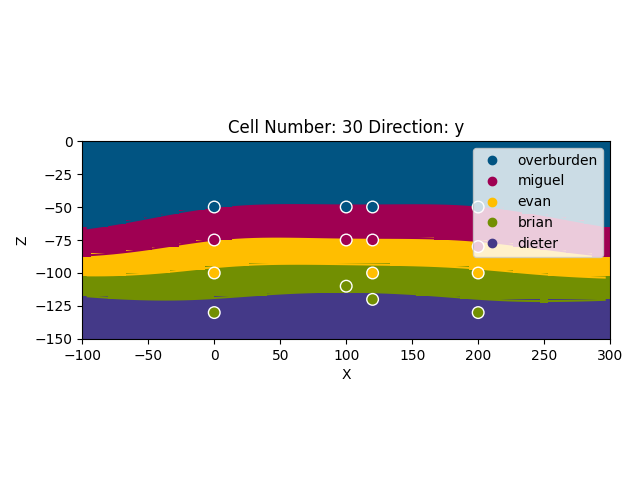 Cell Number: 30 Direction: y
0
−25
−50
−75
−100
−125
−150
Z
overburden
miguel
evan
brian
dieter
−100 −50 0 50 100 150 200 250 300
X